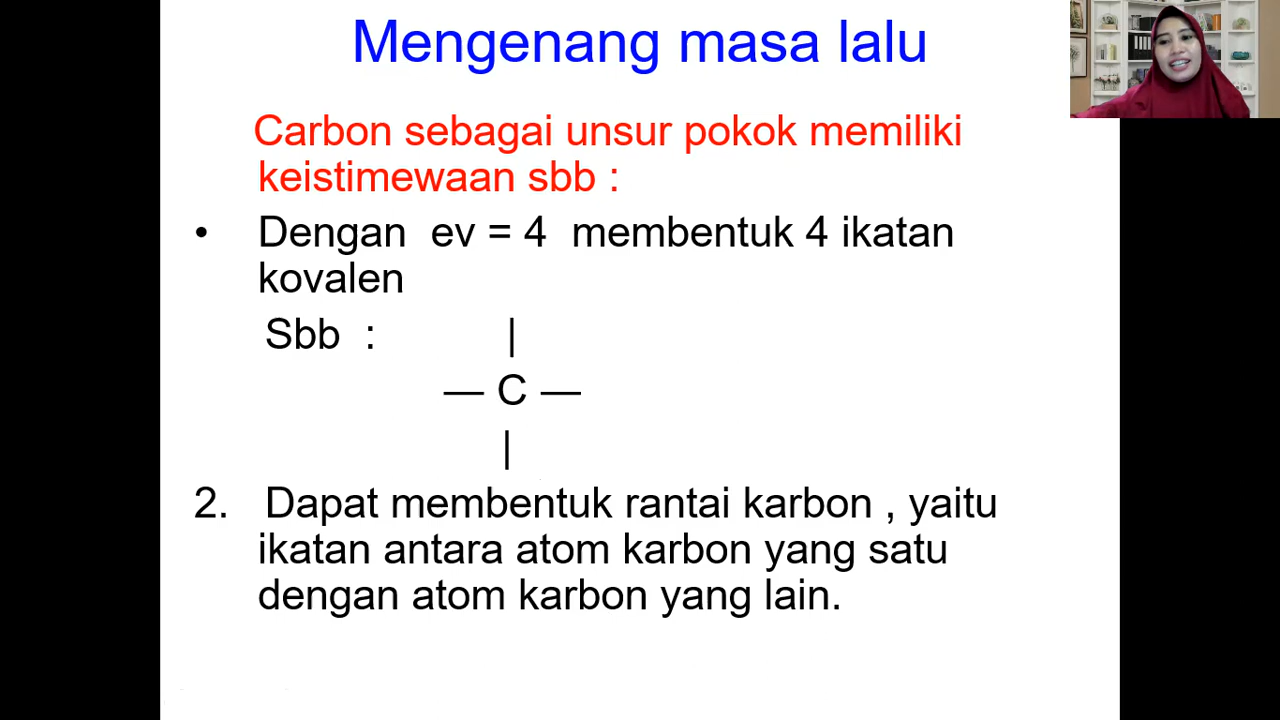 Mengenang masa lalu
Carbon sebagai unsur pokok memiliki
keistimewaan sbb :
• Dengan ev = 4 membentuk 4 ikatan
kovalen
Sbb : |
— C —
|
2. Dapat membentuk rantai karbon , yaitu
ikatan antara atom karbon yang satu
dengan atom karbon yang lain.